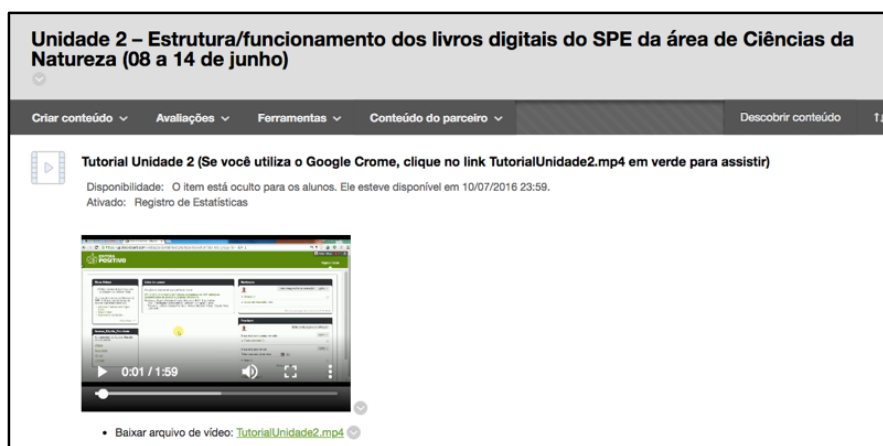 Unidade 2 – Estrutura/funcionamento dos livros digitais do SPE da área de Ciências da
Natureza (08 a 14 de junho)
Criar conteúdo Avaliações Ferramentas Conteúdo do parceiro Descobrir conteúdo
Tutorial Unidade 2 (Se você utiliza o Google Crome, clique no link TutorialUnidade2.mp4 em verde para assistir)
Disponibilidade: O item está oculto para os alunos. Ele esteve disponível em 10/07/2016 23:59.
Ativado: Registro de Estatísticas
POSITIVO
0:01 / 1:59
• Baixar arquivo de vídeo: TutorialUnidade2.mp4